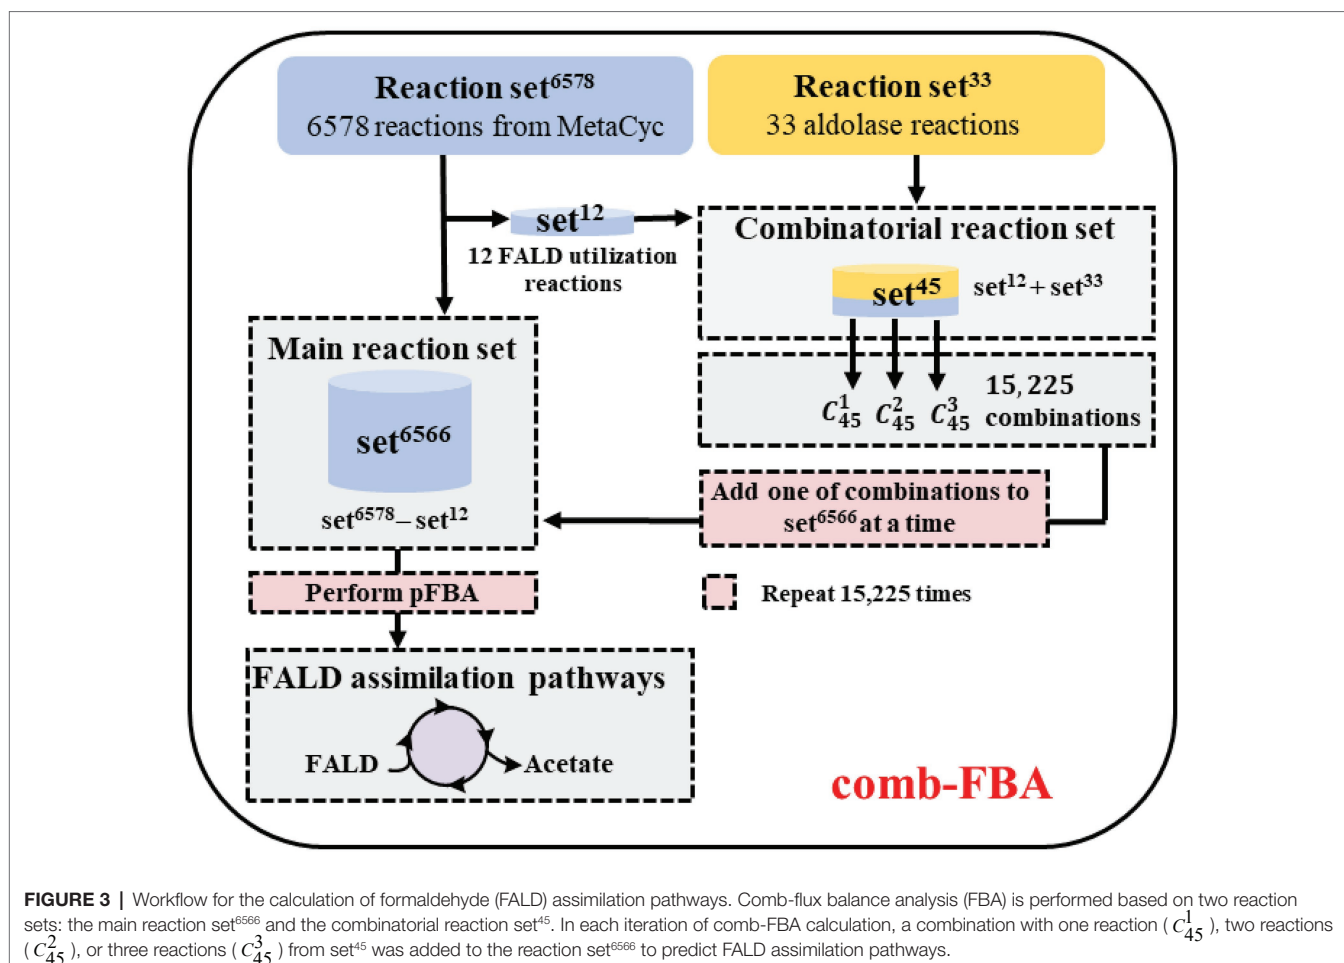 Reaction set⁶⁵⁷⁸
6578 reactions from MetaCyc
Reaction set³³
33 aldolase reactions
set¹²
12 FALD utilization
reactions
Combinatorial reaction set
set⁴⁵
set¹² + set³³
C¹₄₅ C²₄₅ C³₄₅
15,225
combinations
Main reaction set
set⁶⁵⁶⁶
set⁶⁵⁷⁸ – set¹²
Add one of combinations to
set⁶⁵⁶⁶ at a time
Perform pFBA
Repeat 15,225 times
FALD assimilation pathways
FALD
Acetate
comb-FBA
FIGURE 3 | Workflow for the calculation of formaldehyde (FALD) assimilation pathways. Comb-flux balance analysis (FBA) is performed based on two reaction
sets: the main reaction set⁶⁵⁶⁶ and the combinatorial reaction set⁴⁵. In each iteration of comb-FBA calculation, a combination with one reaction ( C¹₄₅ ), two reactions
( C²₄₅ ), or three reactions ( C³₄₅ ) from set⁴⁵ was added to the reaction set⁶⁵⁶⁶ to predict FALD assimilation pathways.